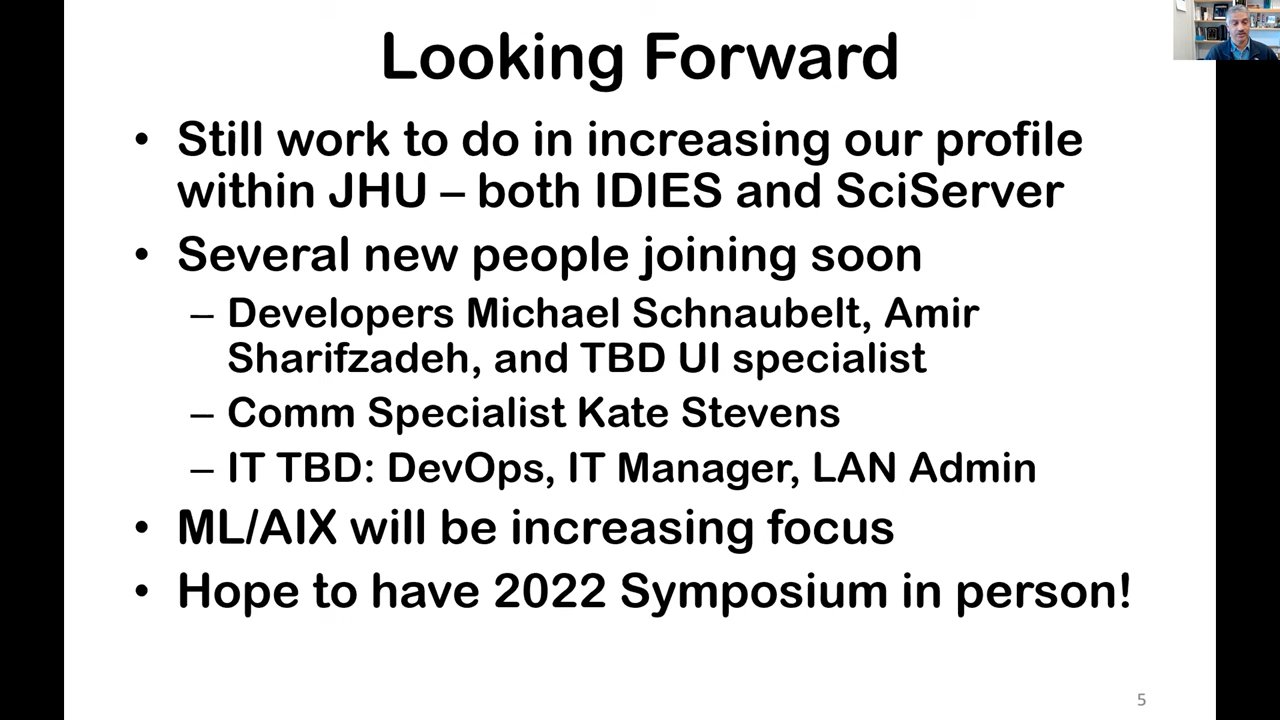 Looking Forward
• Still work to do in increasing our profile
within JHU – both IDIES and SciServer
• Several new people joining soon
– Developers Michael Schnaubelt, Amir
Sharifzadeh, and TBD UI specialist
– Comm Specialist Kate Stevens
– IT TBD: DevOps, IT Manager, LAN Admin
• ML/AIX will be increasing focus
• Hope to have 2022 Symposium in person!
5